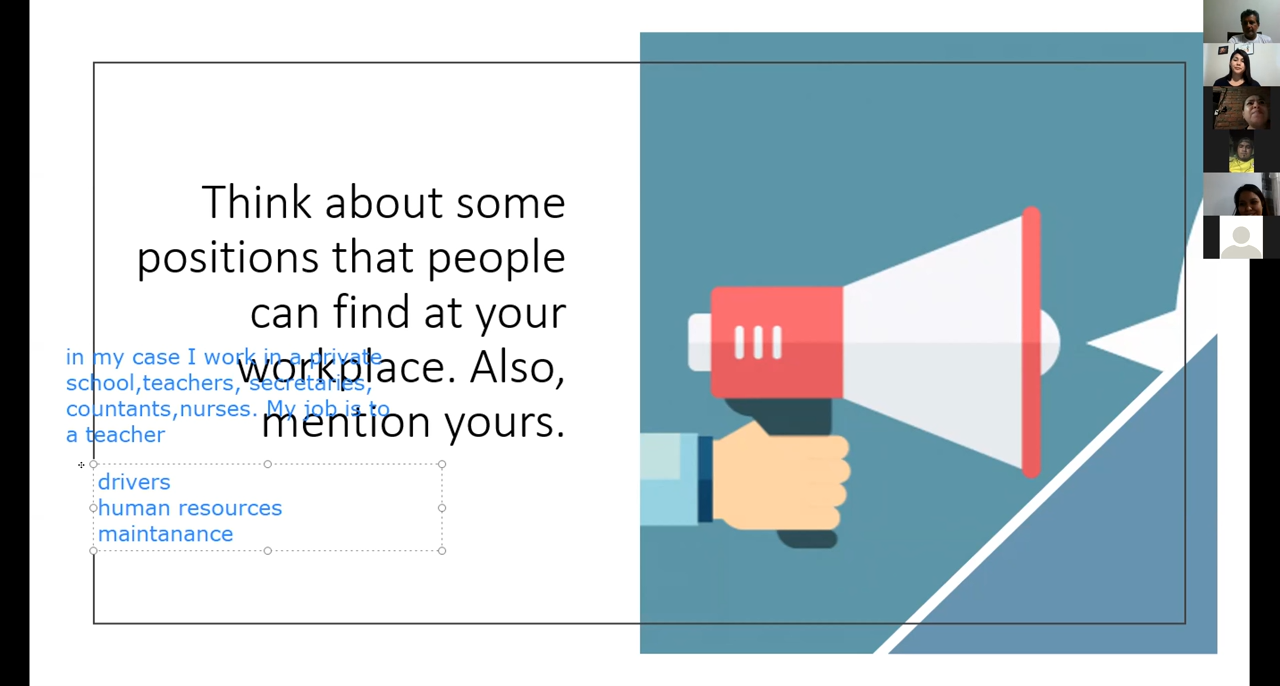 Think about some
positions that people
can find at your
workplace. Also,
mention yours.
in my case I work in a private
school,teachers, secretaries,
countants,nurses. My job is to
a teacher
drivers
human resources
maintanance